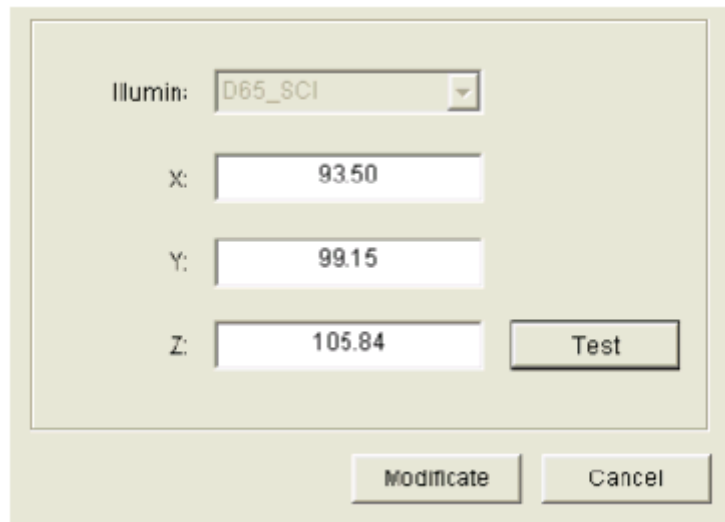 Illumin: D65_SCI
X: 93.50
Y: 99.15
Z: 105.84 Test
Modificate Cancel